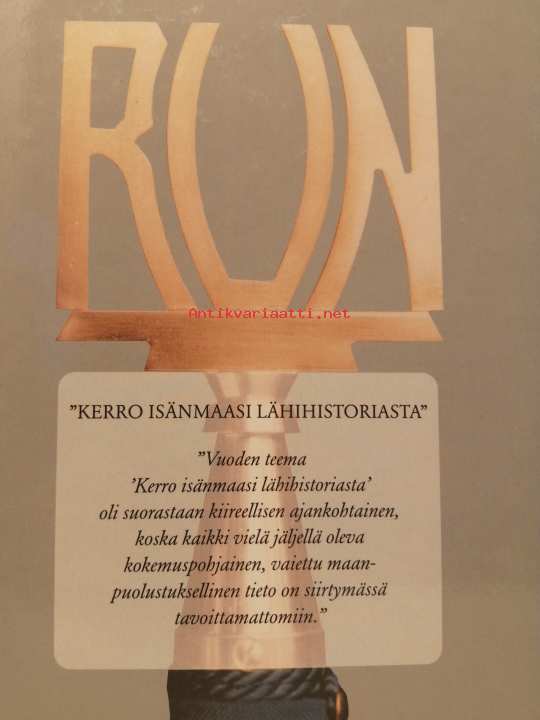 RUN
Antikvariaatti.net
”KERRO ISÄNMAASI LÄHIHISTORIASTA”
”Vuoden teema
’Kerro isänmaasi lähihistoriasta’
oli suorastaan kiireellisen ajankohtainen,
koska kaikki vielä jäljellä oleva
kokemuspohjainen, vaiettu maan-
puolustuksellinen tieto on siirtymässä
tavoittamattomiin.”